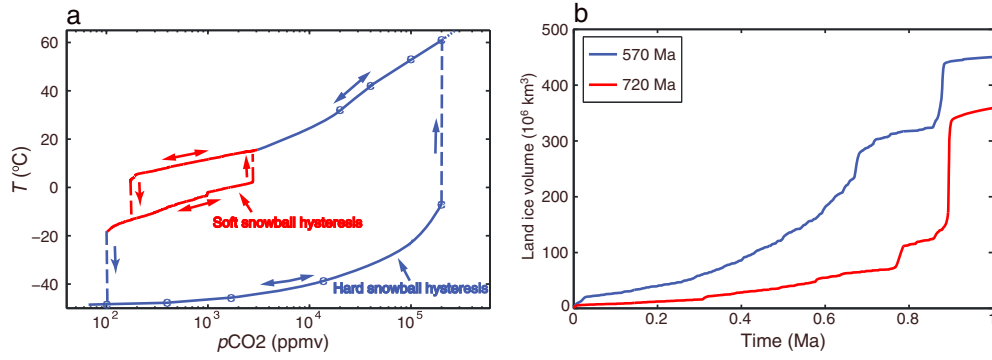 a
60
40
20
0
−20
−40
T (ºC)
10²
10³
10⁴
10⁵
pCO2 (ppmv)
Soft snowball hysteresis
Hard snowball hysteresis
b
500
400
300
200
100
0
Land ice volume (10⁶ km³)
570 Ma
720 Ma
0
0.2
0.4
0.6
0.8
1
Time (Ma)